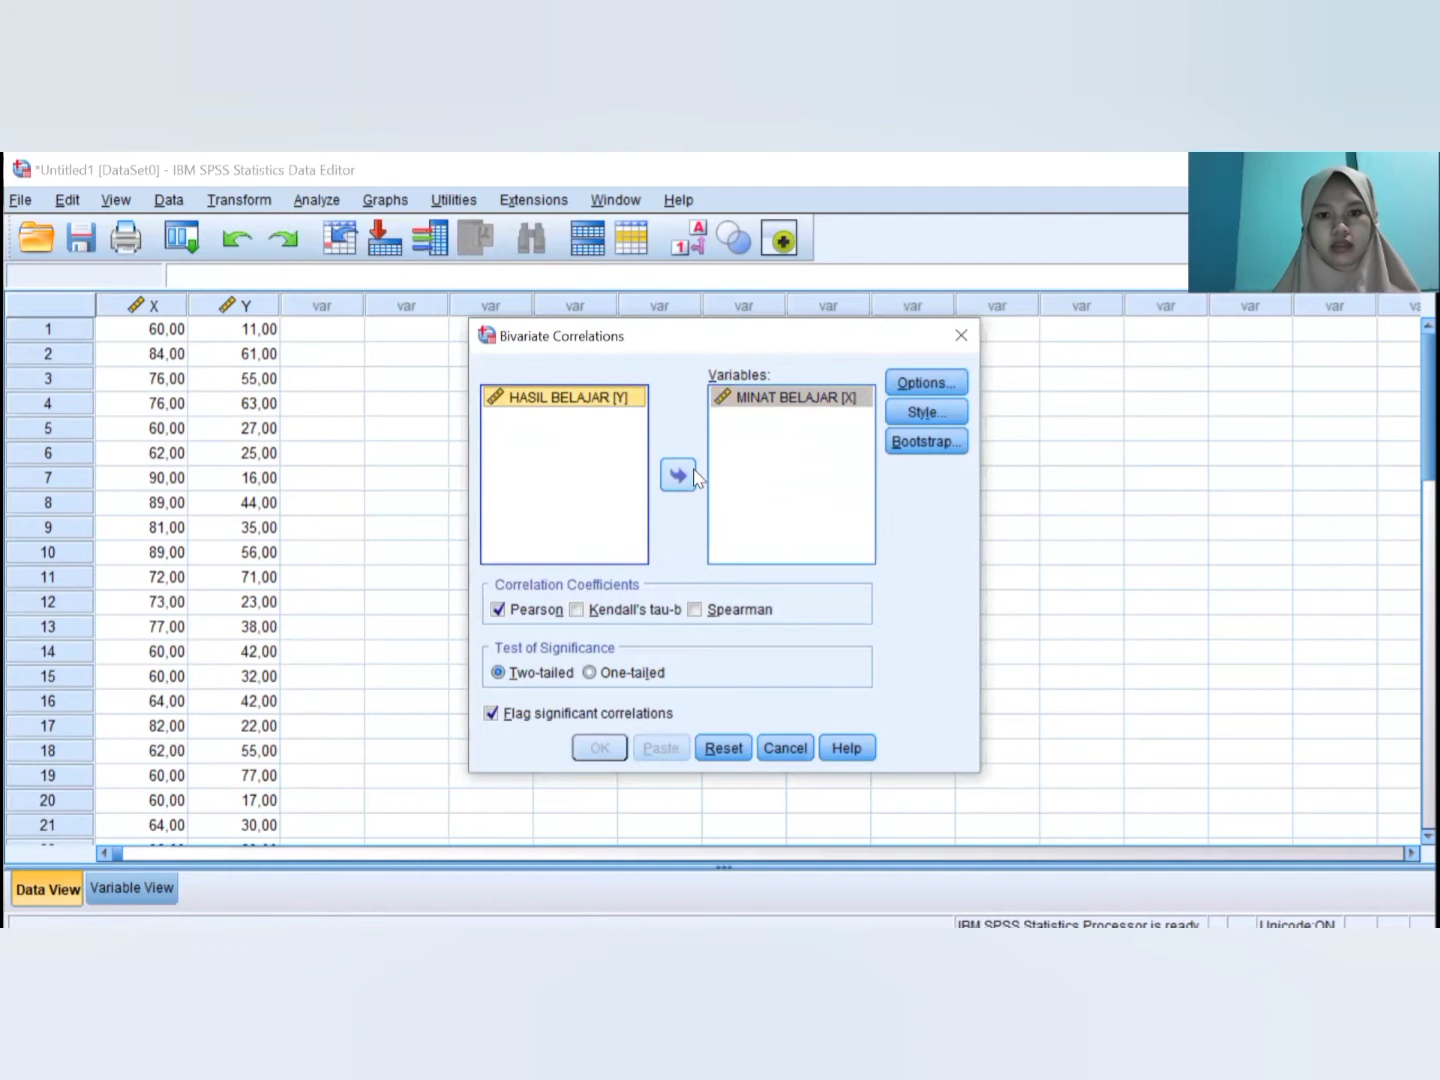 *Untitled1 [DataSet0] - IBM SPSS Statistics Data Editor
File Edit View Data Transform Analyze Graphs Utilities Extensions Window Help
X Y var var var var var var var var var var var var var
1 60,00 11,00
2 84,00 61,00
3 76,00 55,00
4 76,00 63,00
5 60,00 27,00
6 62,00 25,00
7 90,00 16,00
8 89,00 44,00
9 81,00 35,00
10 89,00 56,00
11 72,00 71,00
12 73,00 23,00
13 77,00 38,00
14 60,00 42,00
15 60,00 32,00
16 64,00 42,00
17 82,00 22,00
18 62,00 55,00
19 60,00 77,00
20 60,00 17,00
21 64,00 30,00
Bivariate Correlations
Variables:
HASIL BELAJAR [Y]
MINAT BELAJAR [X]
Options...
Style...
Bootstrap...
Correlation Coefficients
Pearson Kendall's tau-b Spearman
Test of Significance
Two-tailed One-tailed
Flag significant correlations
OK Paste Reset Cancel Help
Data View Variable View
IBM SPSS Statistics Processor is ready Unicode:ON